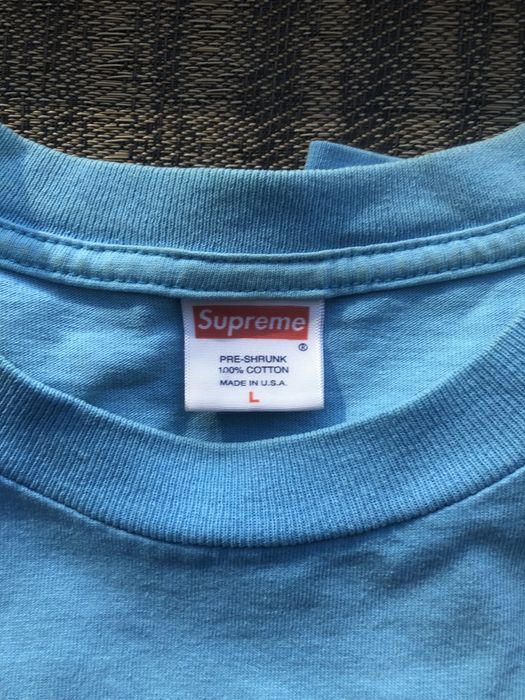 Supreme
®
PRE-SHRUNK
100% COTTON
MADE IN U.S.A.
L